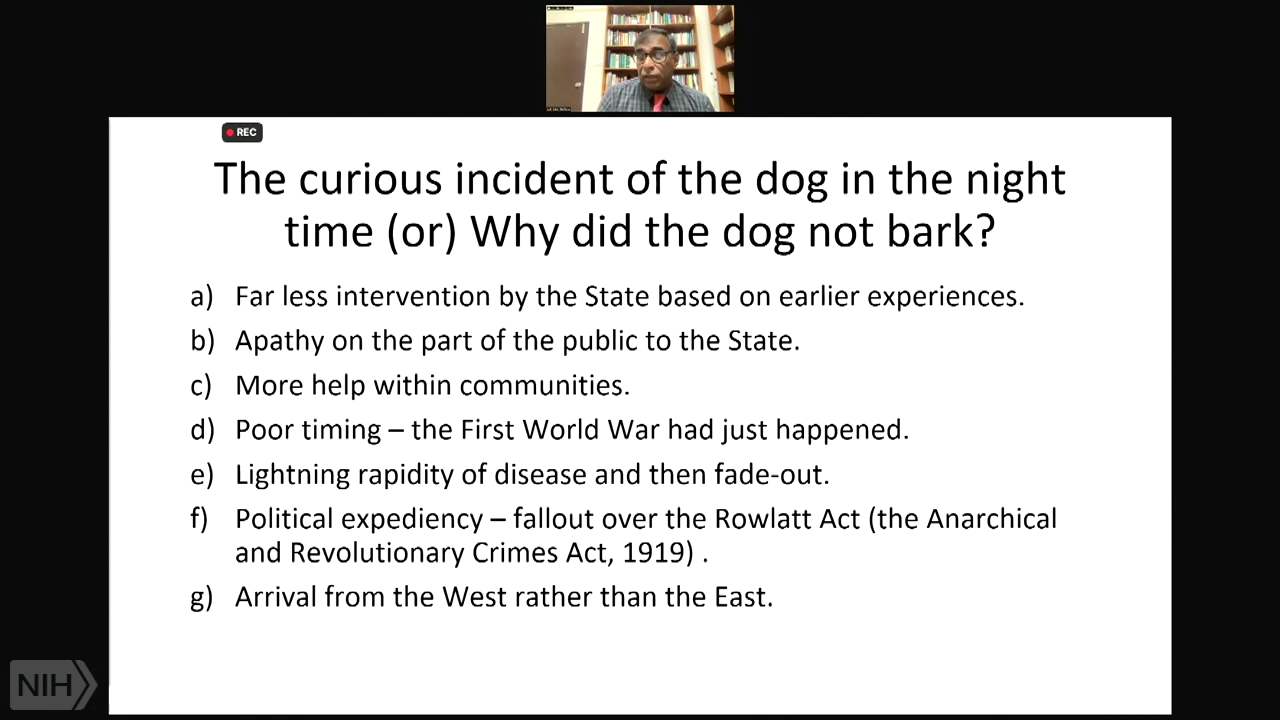 REC
The curious incident of the dog in the night
time (or) Why did the dog not bark?
a) Far less intervention by the State based on earlier experiences.
b) Apathy on the part of the public to the State.
c) More help within communities.
d) Poor timing – the First World War had just happened.
e) Lightning rapidity of disease and then fade-out.
f) Political expediency – fallout over the Rowlatt Act (the Anarchical
and Revolutionary Crimes Act, 1919) .
g) Arrival from the West rather than the East.
NIH